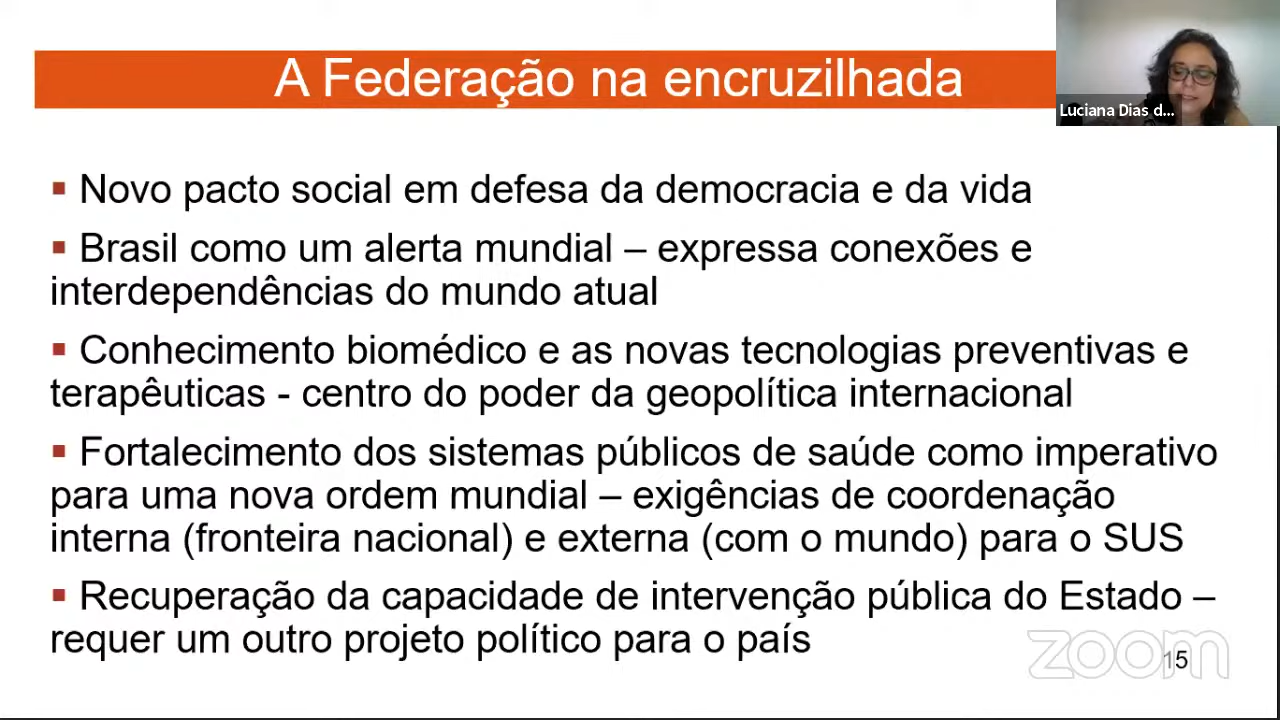 A Federação na encruzilhada
Luciana Dias d...
▪ Novo pacto social em defesa da democracia e da vida
▪ Brasil como um alerta mundial – expressa conexões e
interdependências do mundo atual
▪ Conhecimento biomédico e as novas tecnologias preventivas e
terapêuticas - centro do poder da geopolítica internacional
▪ Fortalecimento dos sistemas públicos de saúde como imperativo
para uma nova ordem mundial – exigências de coordenação
interna (fronteira nacional) e externa (com o mundo) para o SUS
▪ Recuperação da capacidade de intervenção pública do Estado –
requer um outro projeto político para o país
zoom
15